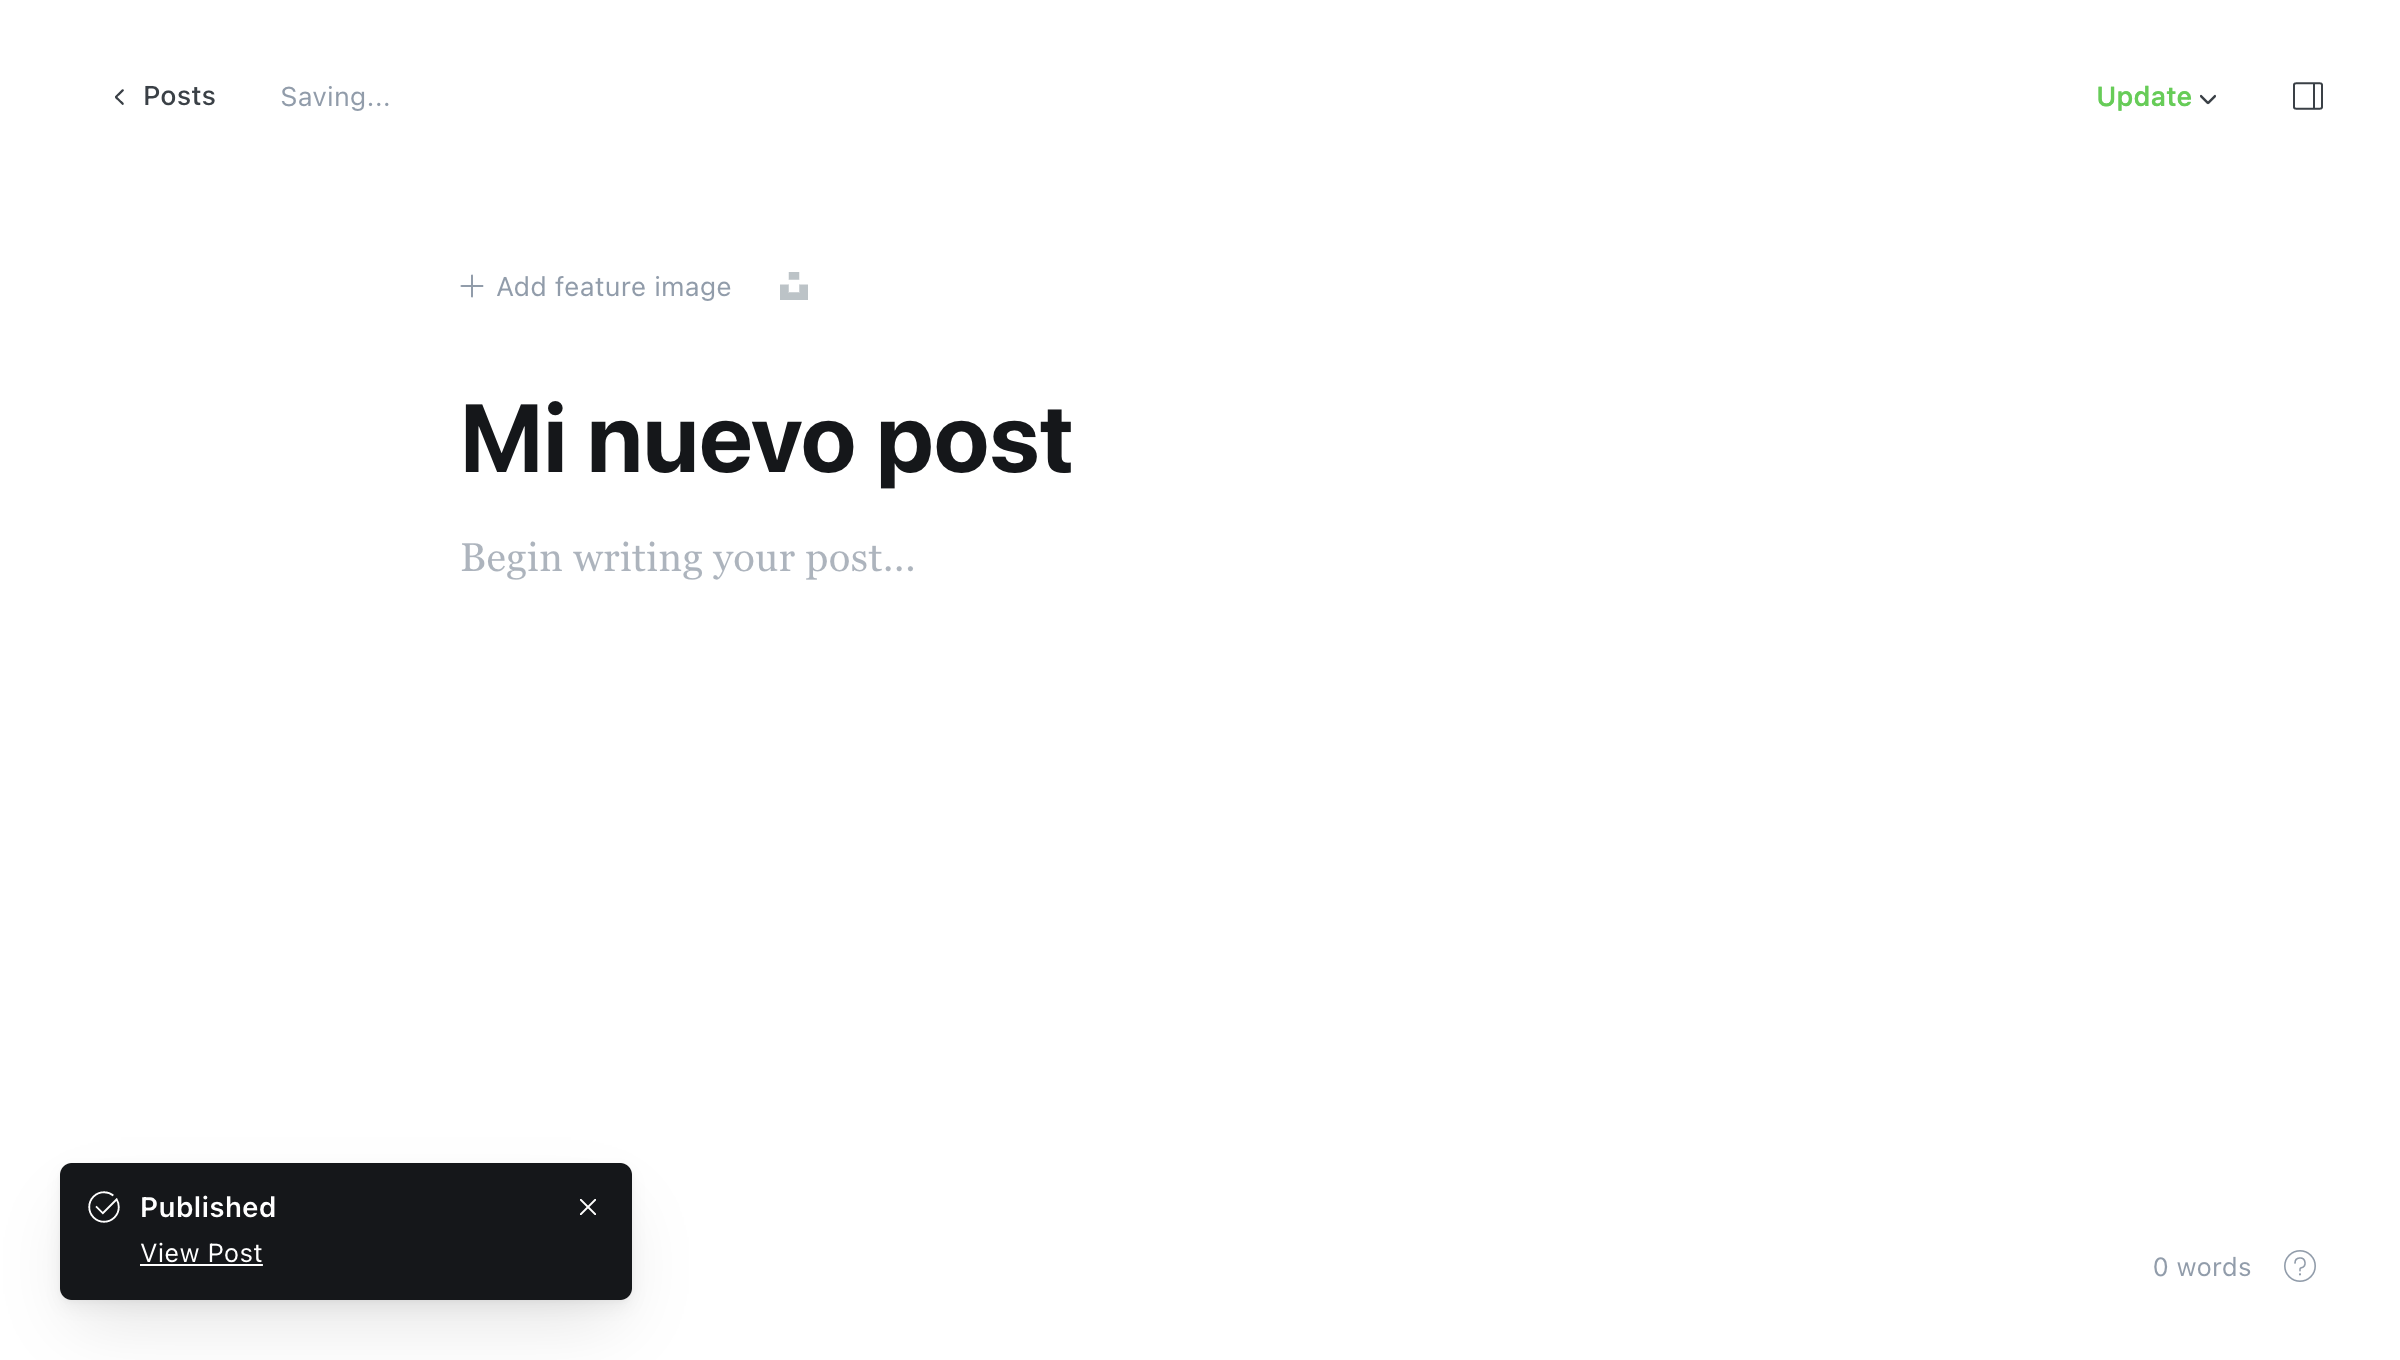 Posts
Saving...
Update
Add feature image
Mi nuevo post
Begin writing your post...
Published
View Post
0 words
?